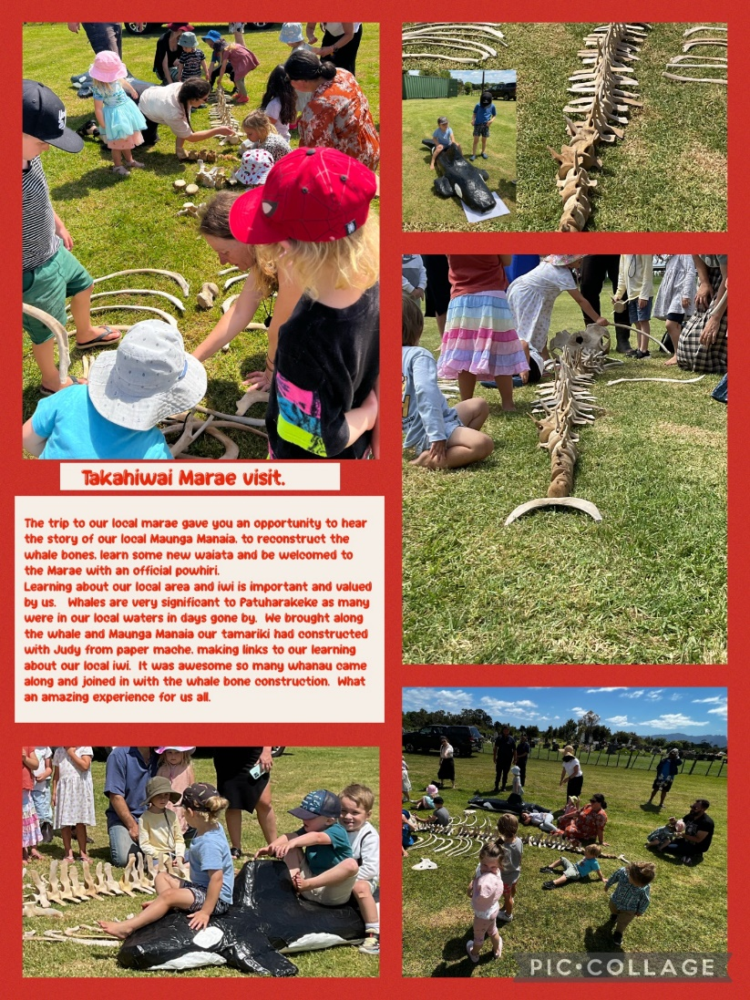 Takahiwai Marae visit.
The trip to our local marae gave you an opportunity to hear
the story of our local Maunga Manaia, to reconstruct the
whale bones, learn some new waiata and be welcomed to
the Marae with an official powhiri.
Learning about our local area and iwi is important and valued
by us. Whales are very significant to Patuharakeke as many
were in our local waters in days gone by. We brought along
the whale and Maunga Manaia our tamariki had constructed
with Judy from paper mache, making links to our learning
about our local iwi. It was awesome so many whanau came
along and joined in with the whale bone construction. What
an amazing experience for us all.
PIC•COLLAGE